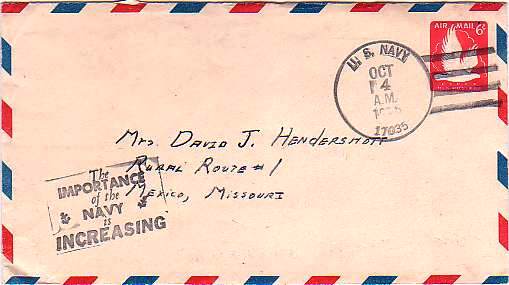 AIR MAIL 6¢
U.S. NAVY
OCT
4
A.M.
17035
Mrs. David J. Hendershott
Rural Route #1
Mexico, Missouri
The
IMPORTANCE
of the
NAVY
is
INCREASING